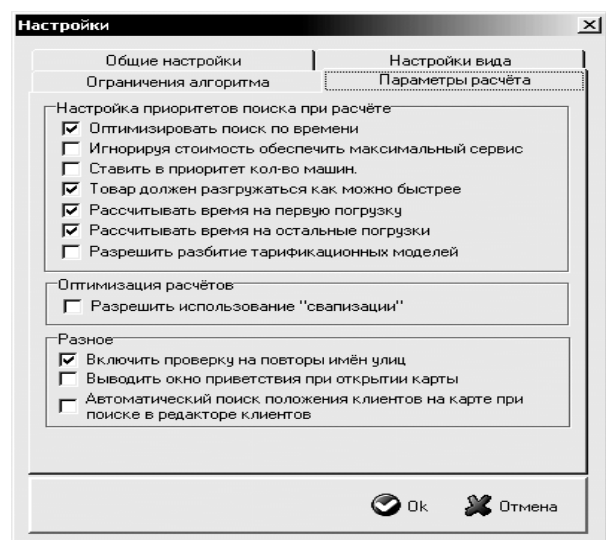 Настройки
Общие настройки
Настройки вида
Ограничения алгоритма
Параметры расчёта
Настройка приоритетов поиска при расчёте
Оптимизировать поиск по времени
Игнорируя стоимость обеспечить максимальный сервис
Ставить в приоритет кол-во машин.
Товар должен разгружаться как можно быстрее
Рассчитывать время на первую погрузку
Рассчитывать время на остальные погрузки
Разрешить разбитие тарификационных моделей
Оптимизация расчётов
Разрешить использование "свапизации"
Разное
Включить проверку на повторы имён улиц
Выводить окно приветствия при открытии карты
Автоматический поиск положения клиентов на карте при
поиске в редакторе клиентов
Ok
Отмена